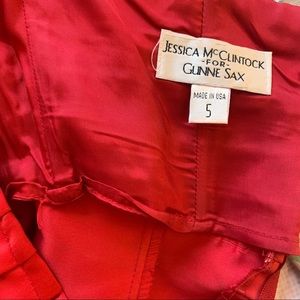 JESSICA MCCLINTOCK
-FOR-
GUNNE SAX
MADE IN USA
5